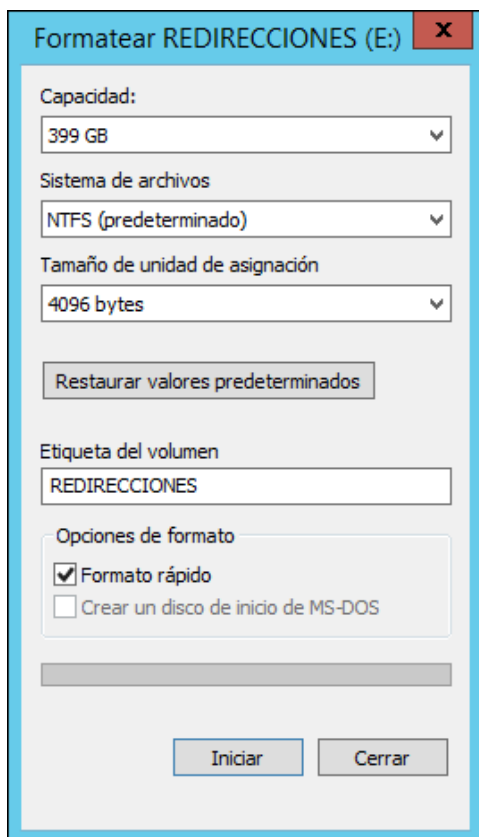 Formatear REDIRECCIONES (E:)
x
Capacidad:
399 GB
Sistema de archivos
NTFS (predeterminado)
Tamaño de unidad de asignación
4096 bytes
Restaurar valores predeterminados
Etiqueta del volumen
REDIRECCIONES
Opciones de formato
Formato rápido
Crear un disco de inicio de MS-DOS
Iniciar Cerrar